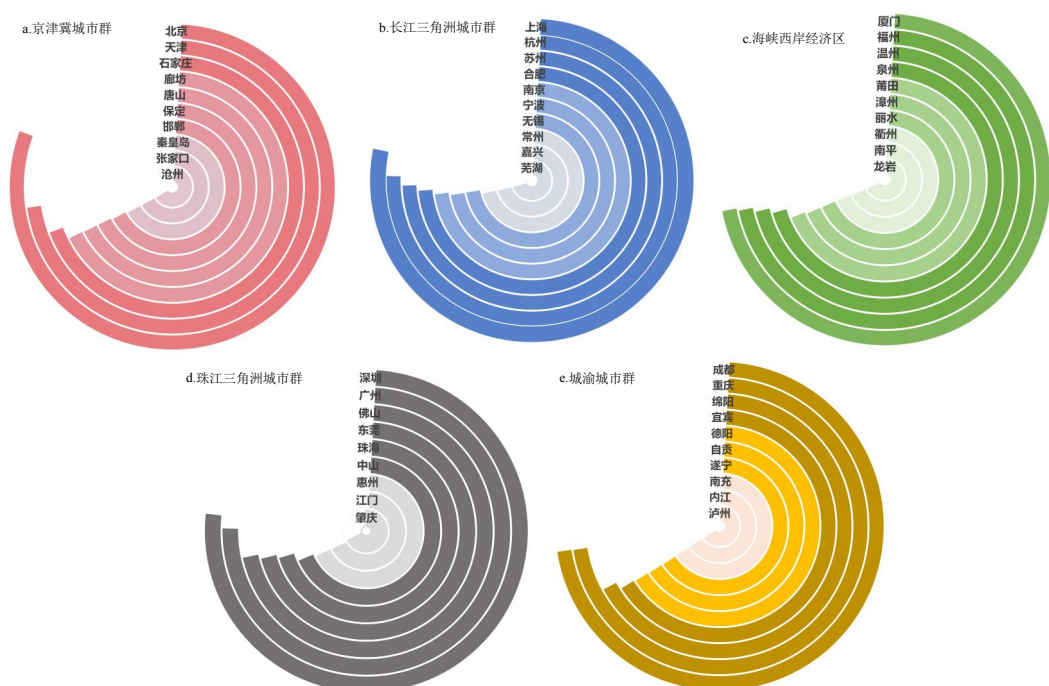 a.京津冀城市群
北京
天津
石家庄
廊坊
唐山
保定
邯郸
秦皇岛
张家口
沧州
b.长江三角洲城市群
上海
杭州
苏州
合肥
南京
宁波
无锡
常州
嘉兴
芜湖
c.海峡西岸经济区
厦门
福州
温州
泉州
莆田
漳州
丽水
衢州
南平
龙岩
d.珠江三角洲城市群
深圳
广州
佛山
东莞
珠海
中山
惠州
江门
肇庆
e.城渝城市群
成都
重庆
绵阳
宜宾
德阳
自贡
遂宁
南充
内江
泸州